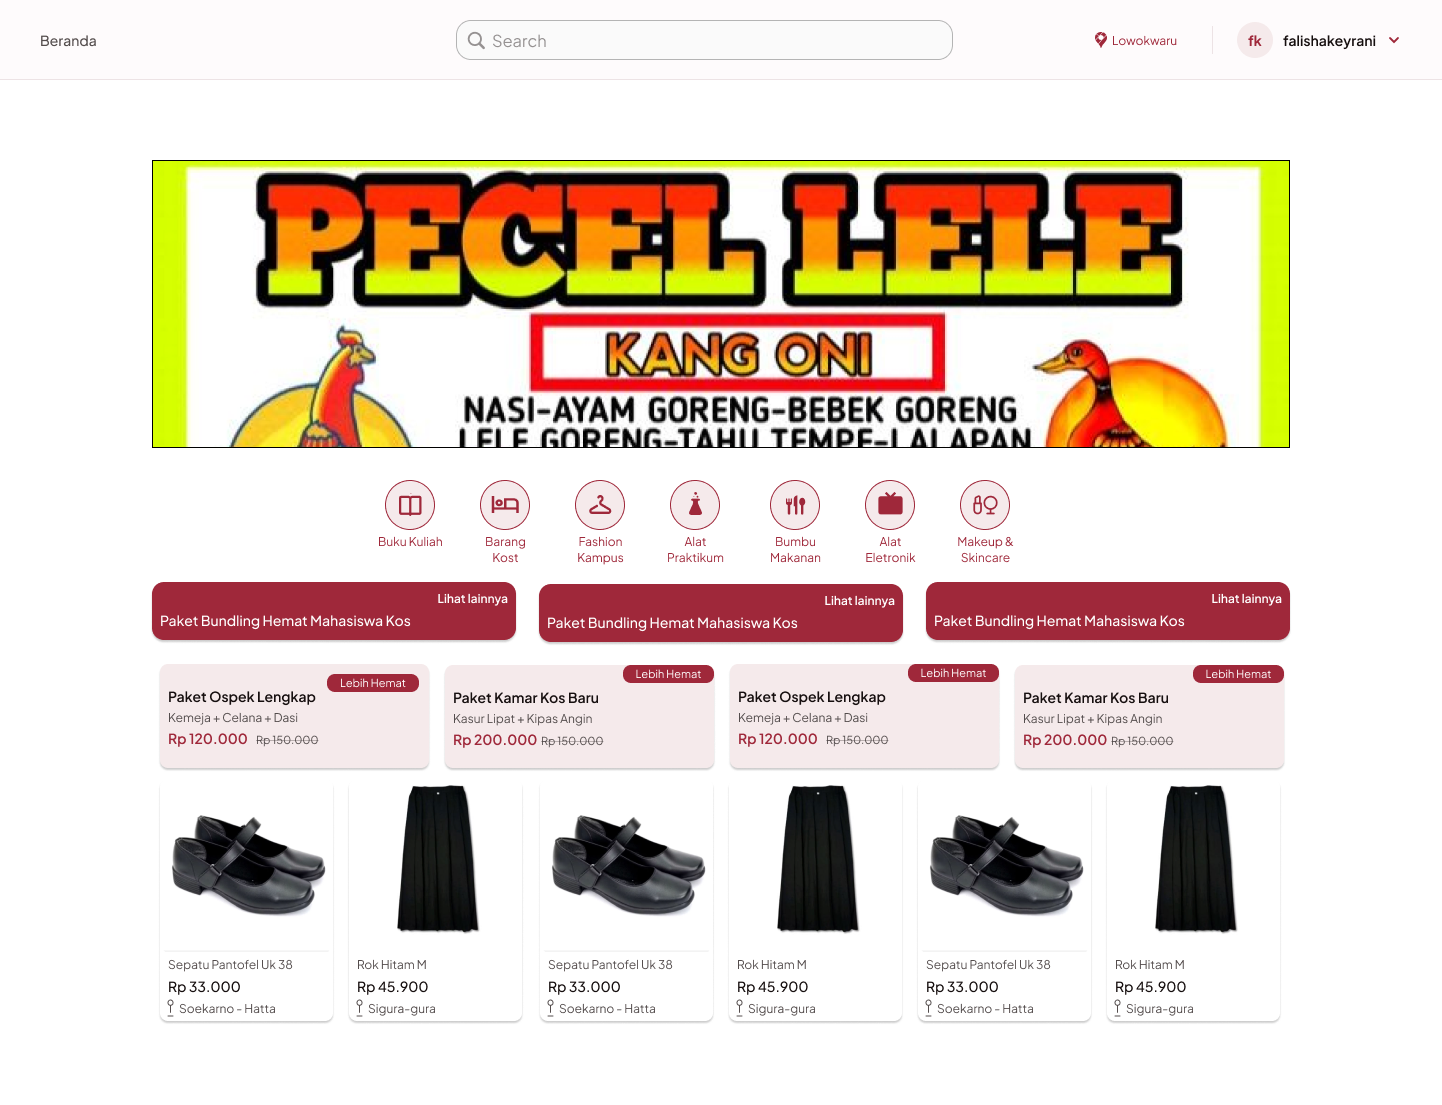 Beranda
Search
Lowokwaru
fk
falishakeyrani
PECEL LELE
KANG ONI
NASI-AYAM GORENG-BEBEK GORENG
LELE GORENG-TAHU TEMPE-LALAPAN
Buku Kuliah
Barang
Kost
Fashion
Kampus
Alat
Praktikum
Bumbu
Makanan
Alat
Eletronik
Makeup &
Skincare
Lihat lainnya
Paket Bundling Hemat Mahasiswa Kos
Lihat lainnya
Paket Bundling Hemat Mahasiswa Kos
Lihat lainnya
Paket Bundling Hemat Mahasiswa Kos
Lebih Hemat
Paket Ospek Lengkap
Kemeja + Celana + Dasi
Rp 120.000 Rp 150.000
Lebih Hemat
Paket Kamar Kos Baru
Kasur Lipat + Kipas Angin
Rp 200.000 Rp 150.000
Lebih Hemat
Paket Ospek Lengkap
Kemeja + Celana + Dasi
Rp 120.000 Rp 150.000
Lebih Hemat
Paket Kamar Kos Baru
Kasur Lipat + Kipas Angin
Rp 200.000 Rp 150.000
Sepatu Pantofel Uk 38
Rp 33.000
Soekarno - Hatta
Rok Hitam M
Rp 45.900
Sigura-gura
Sepatu Pantofel Uk 38
Rp 33.000
Soekarno - Hatta
Rok Hitam M
Rp 45.900
Sigura-gura
Sepatu Pantofel Uk 38
Rp 33.000
Soekarno - Hatta
Rok Hitam M
Rp 45.900
Sigura-gura